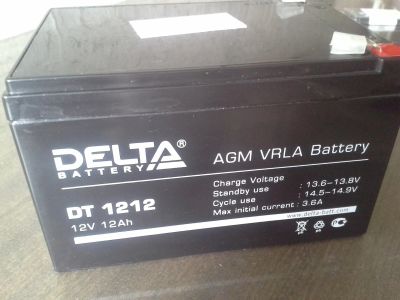 DELTA®
BATTERY
DT 1212
12V 12Ah
AGM VRLA Battery
Charge Voltage
Standby use : 13.6-13.8V
Cycle use : 14.5-14.9V
Max initial current : 3.6A
www.delta-batt.com